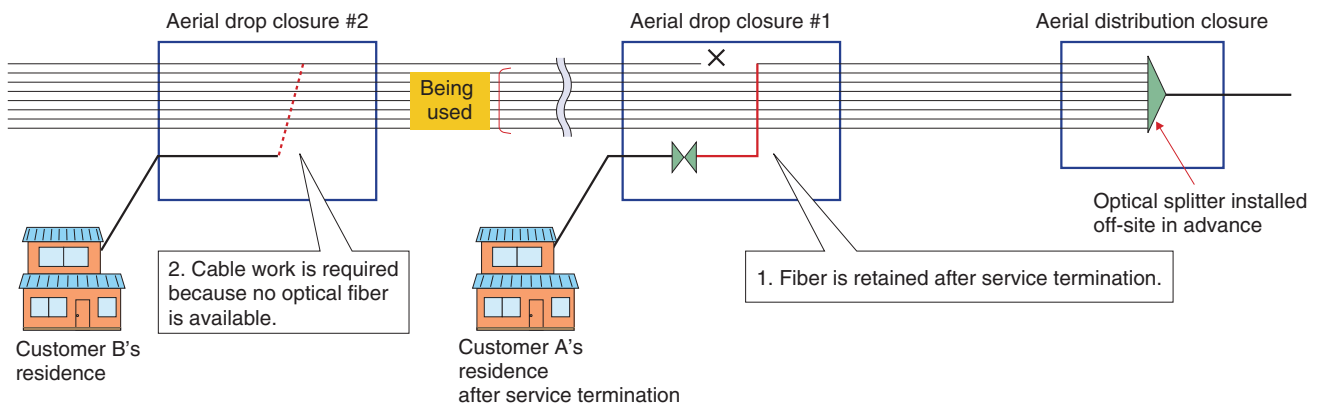 Aerial drop closure #2
Aerial drop closure #1
Aerial distribution closure
Being
used
Optical splitter installed
off-site in advance
2. Cable work is required
because no optical fiber
is available.
1. Fiber is retained after service termination.
Customer B’s
residence
Customer A’s
residence
after service termination